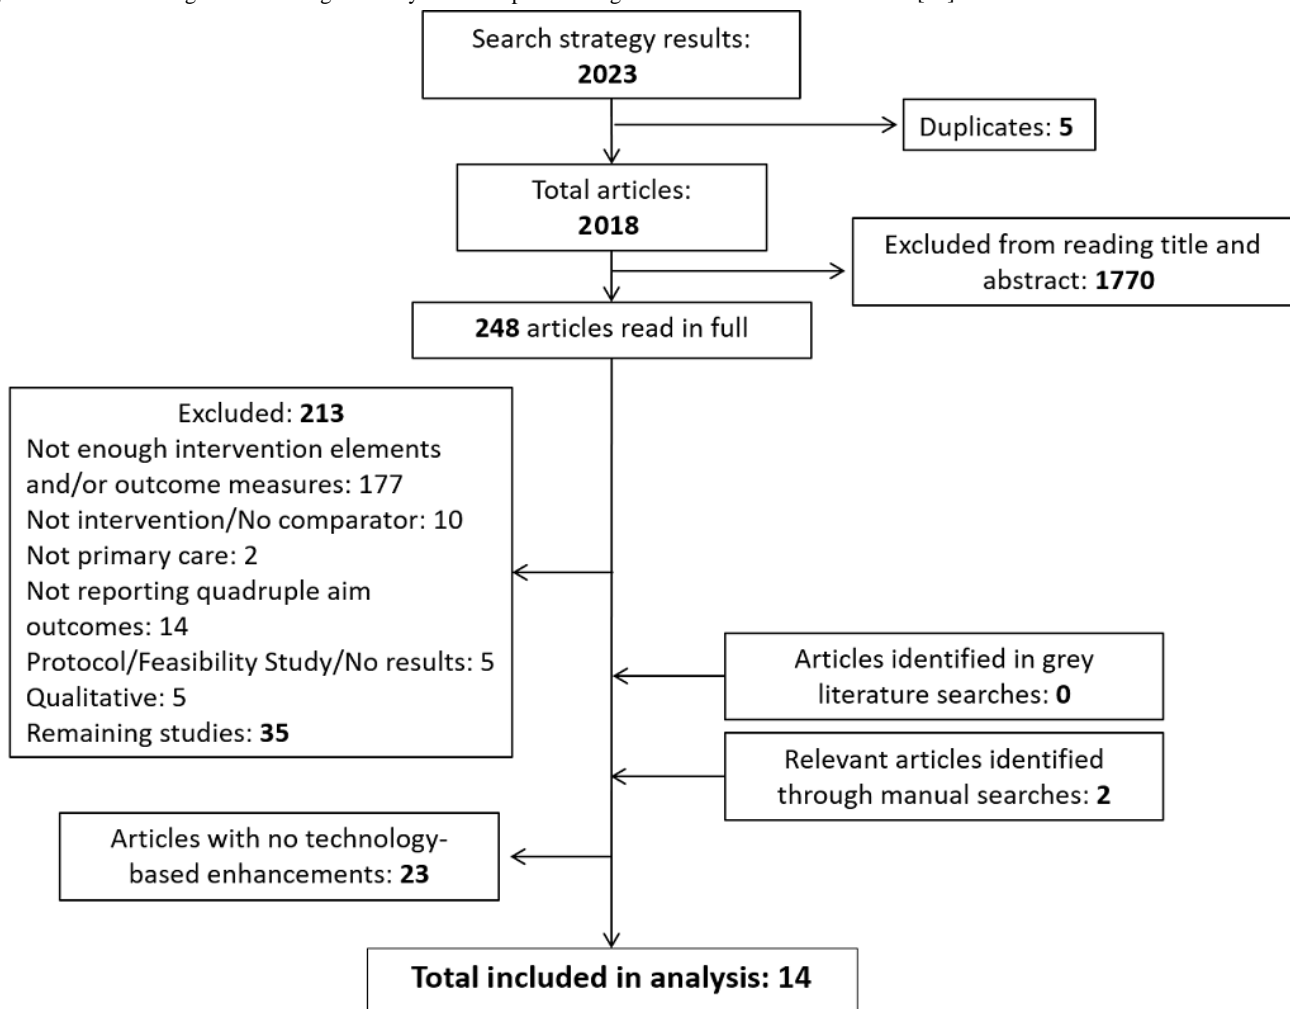 Search strategy results:
2023
Duplicates: 5
Total articles:
2018
Excluded from reading title and
abstract: 1770
248 articles read in full
Excluded: 213
Not enough intervention elements
and/or outcome measures: 177
Not intervention/No comparator: 10
Not primary care: 2
Not reporting quadruple aim
outcomes: 14
Protocol/Feasibility Study/No results: 5
Qualitative: 5
Remaining studies: 35
Articles identified in grey
literature searches: 0
Relevant articles identified
through manual searches: 2
Articles with no technology-
based enhancements: 23
Total included in analysis: 14